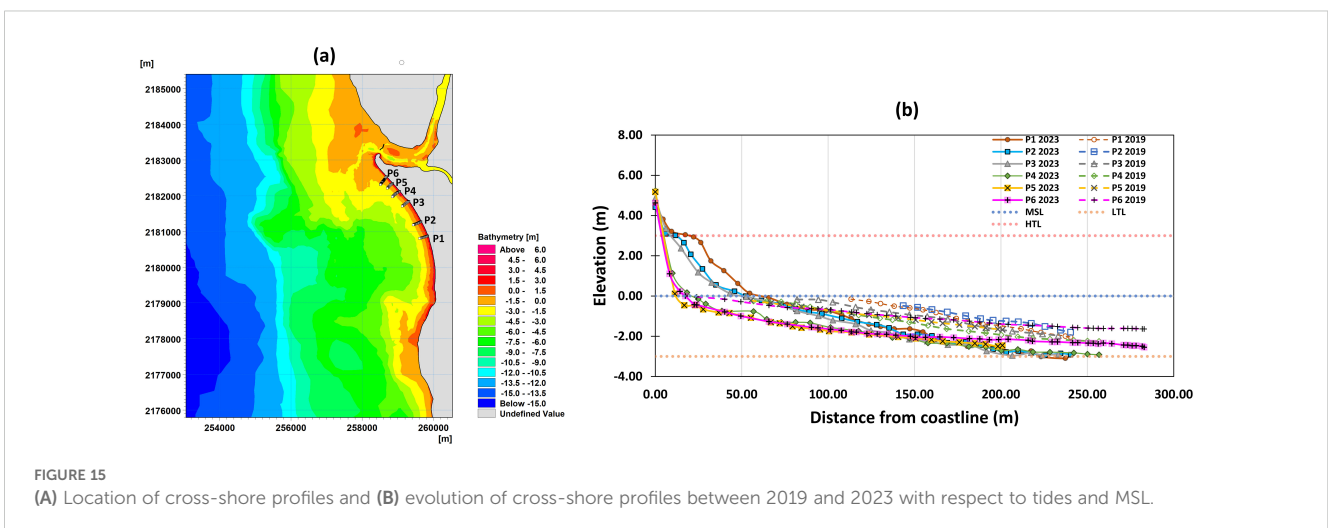 (a)
[m]
2185000
2184000
2183000
2182000
2181000
2180000
2179000
2178000
2177000
2176000
254000
256000
258000
260000
[m]
P6
P5
P4
P3
P2
P1
Bathymetry [m]
Above 6.0
4.5 - 6.0
3.0 - 4.5
1.5 - 3.0
0.0 - 1.5
-1.5 - 0.0
-3.0 - -1.5
-4.5 - -3.0
-6.0 - -4.5
-7.5 - -6.0
-9.0 - -7.5
-10.5 - -9.0
-12.0 - -10.5
-13.5 - -12.0
-15.0 - -13.5
Below -15.0
Undefined Value
(b)
8.00
6.00
4.00
2.00
0.00
-2.00
-4.00
Elevation (m)
0.00
50.00
100.00
150.00
200.00
250.00
300.00
Distance from coastline (m)
P1 2023
P1 2019
P2 2023
P2 2019
P3 2023
P3 2019
P4 2023
P4 2019
P5 2023
P5 2019
P6 2023
P6 2019
MSL
LTL
HTL
FIGURE 15
(A) Location of cross-shore profiles and (B) evolution of cross-shore profiles between 2019 and 2023 with respect to tides and MSL.